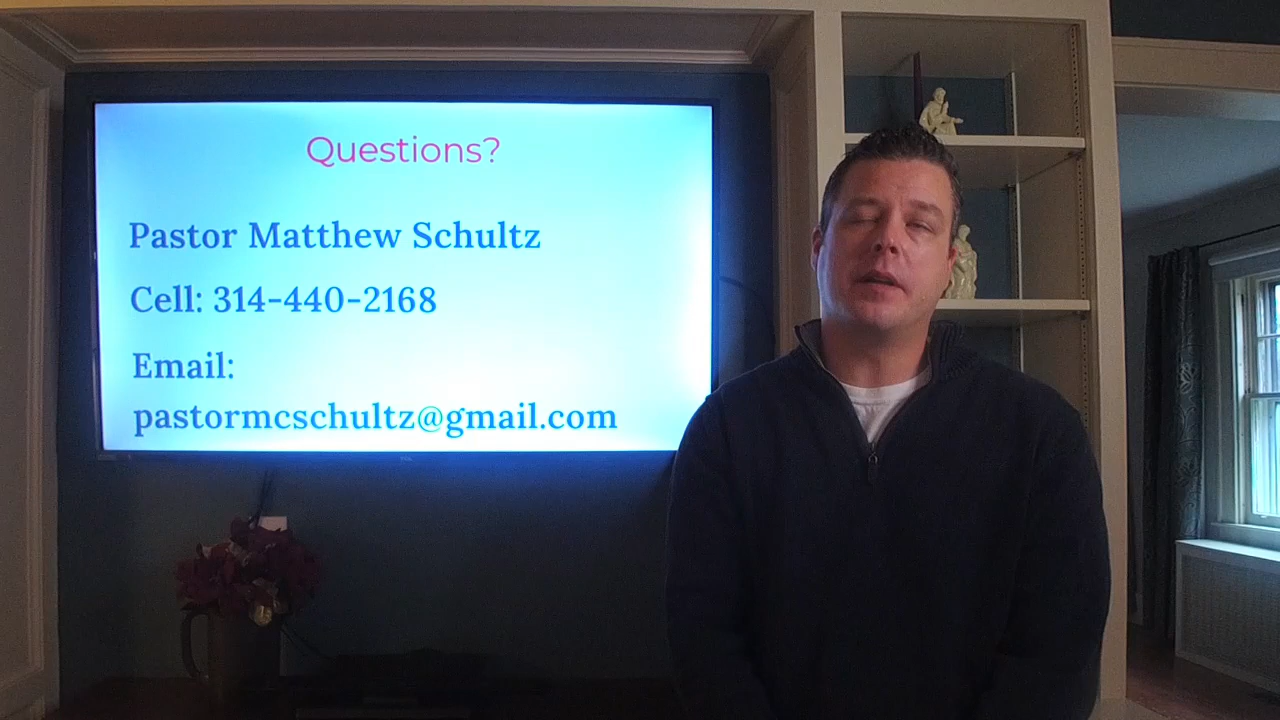 Questions?
Pastor Matthew Schultz
Cell: 314-440-2168
Email:
pastormcschultz@gmail.com